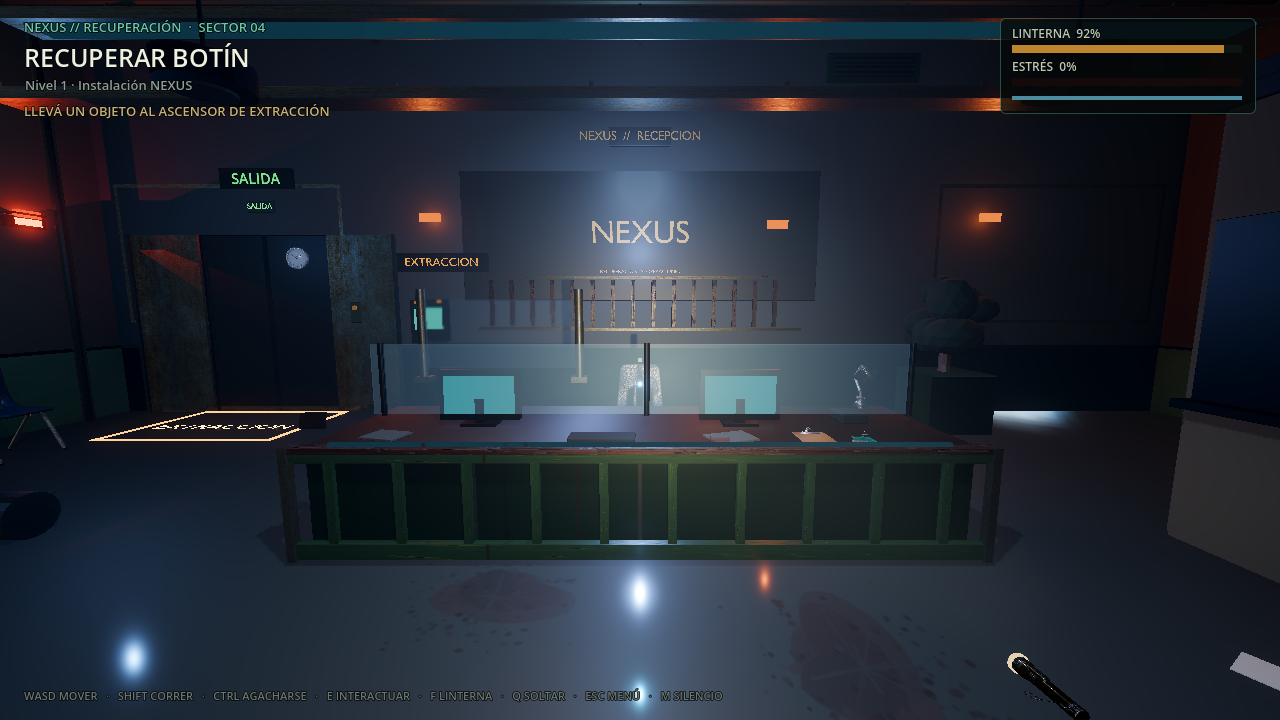 NEXUS // RECUPERACIÓN · SECTOR 04
RECUPERAR BOTÍN
Nivel 1 · Instalación NEXUS
LLEVÁ UN OBJETO AL ASCENSOR DE EXTRACCIÓN
LINTERNA 92%
ESTRÉS 0%
NEXUS // RECEPCION
SALIDA
SALIDA
NEXUS
EXTRACCION
WASD MOVER · SHIFT CORRER · CTRL AGACHARSE · E INTERACTUAR · F LINTERNA · Q SOLTAR · ESC MENÚ · M SILENCIO